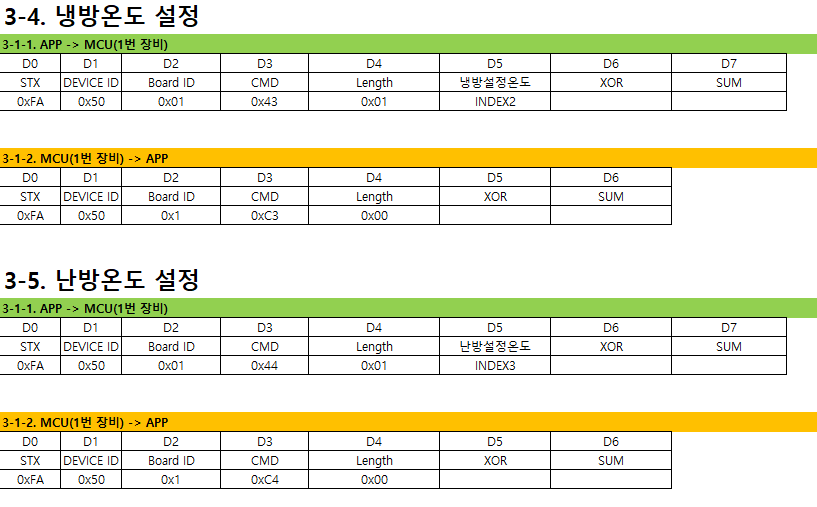 3-4. 냉방온도 설정
3-1-1. APP -> MCU(1번 장비)
D0 D1 D2 D3 D4 D5 D6 D7
STX DEVICE ID Board ID CMD Length 냉방설정온도 XOR SUM
0xFA 0x50 0x01 0x43 0x01 INDEX2
3-1-2. MCU(1번 장비) -> APP
D0 D1 D2 D3 D4 D5 D6
STX DEVICE ID Board ID CMD Length XOR SUM
0xFA 0x50 0x1 0xC3 0x00
3-5. 난방온도 설정
3-1-1. APP -> MCU(1번 장비)
D0 D1 D2 D3 D4 D5 D6 D7
STX DEVICE ID Board ID CMD Length 난방설정온도 XOR SUM
0xFA 0x50 0x01 0x44 0x01 INDEX3
3-1-2. MCU(1번 장비) -> APP
D0 D1 D2 D3 D4 D5 D6
STX DEVICE ID Board ID CMD Length XOR SUM
0xFA 0x50 0x1 0xC4 0x00